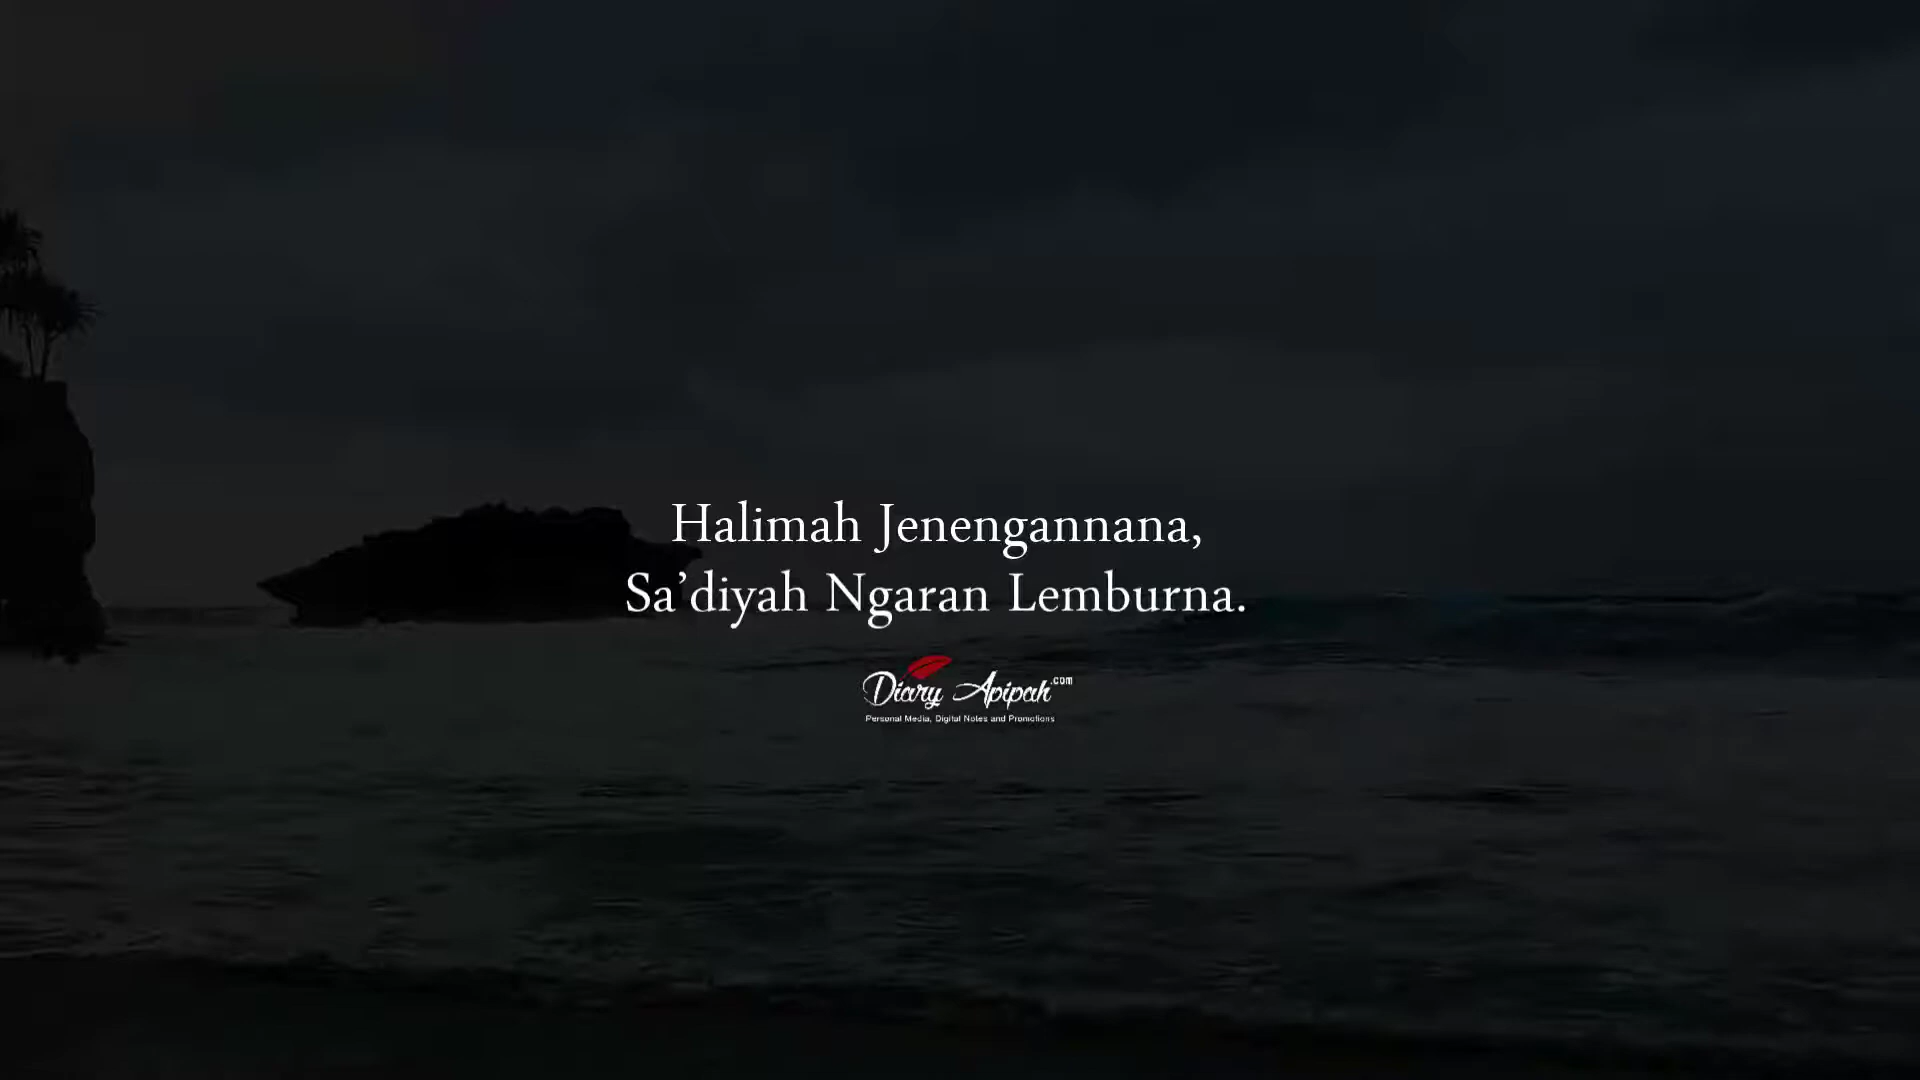 Halimah Jenengannana,
Sa’diyah Ngaran Lemburna.
Diary Apipah.com
Personal Media, Digital Notes and Promotions